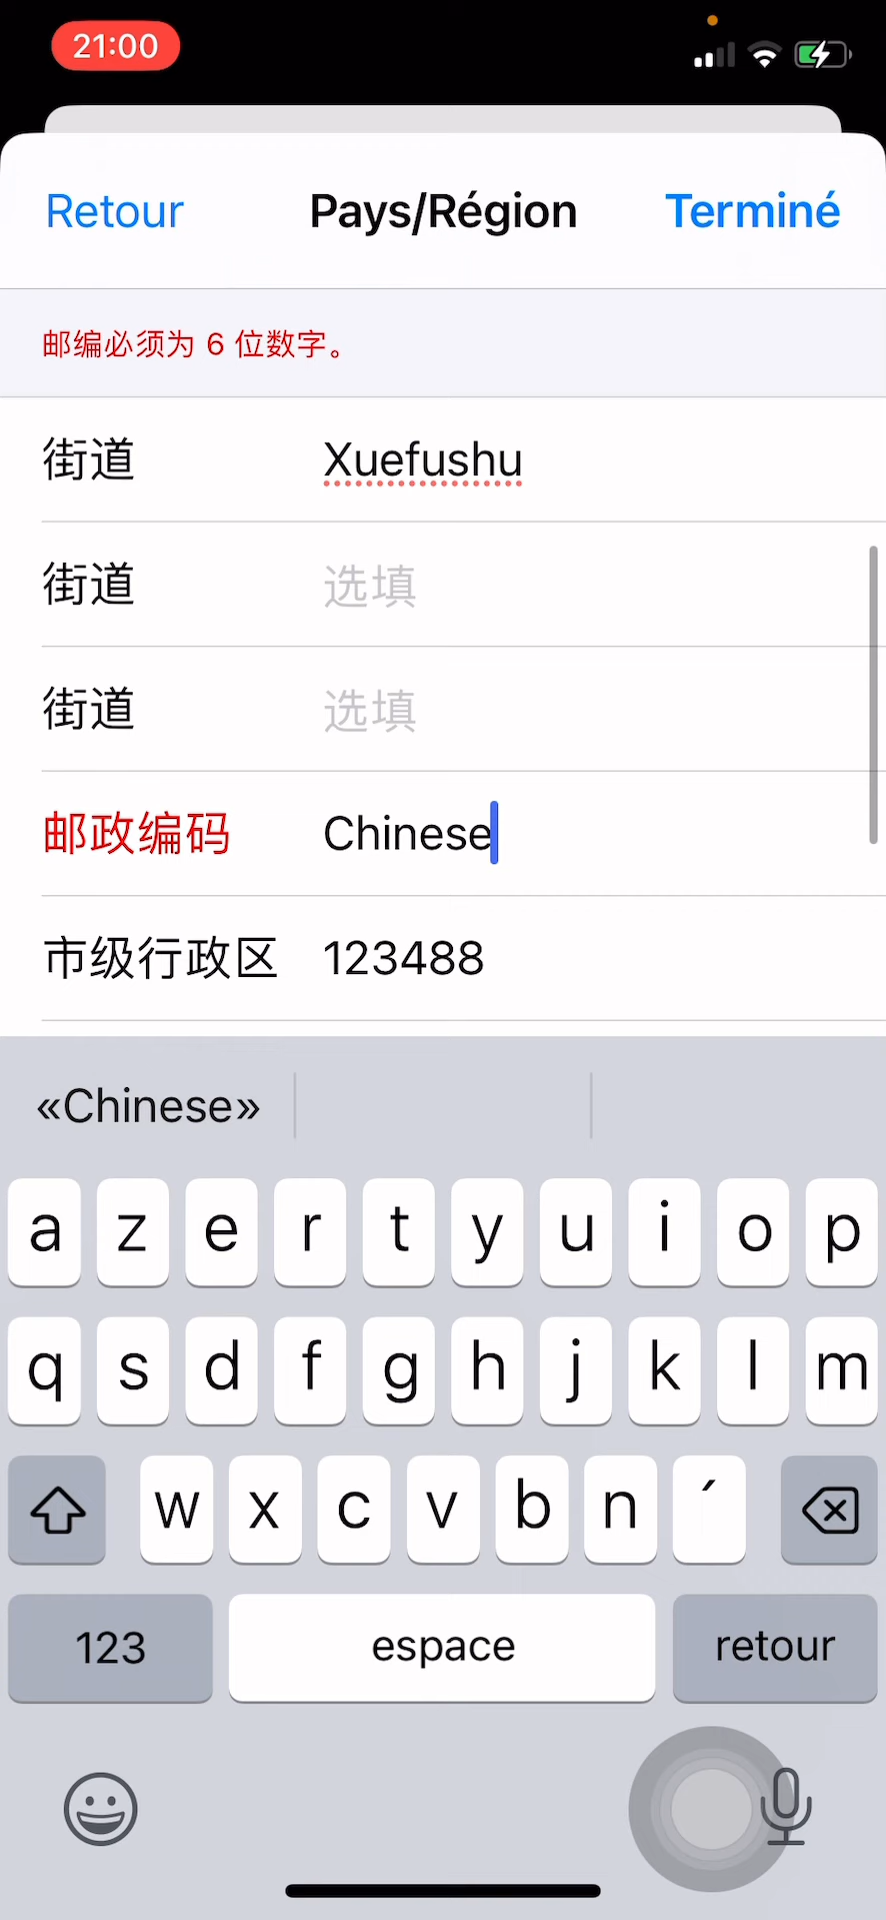 21:00
Retour Pays/Région Terminé
邮编必须为 6 位数字。
街道 Xuefushu
街道 选填
街道 选填
邮政编码 Chinese
市级行政区 123488
«Chinese»
a z e r t y u i o p
q s d f g h j k l m
w x c v b n ´
123 espace retour